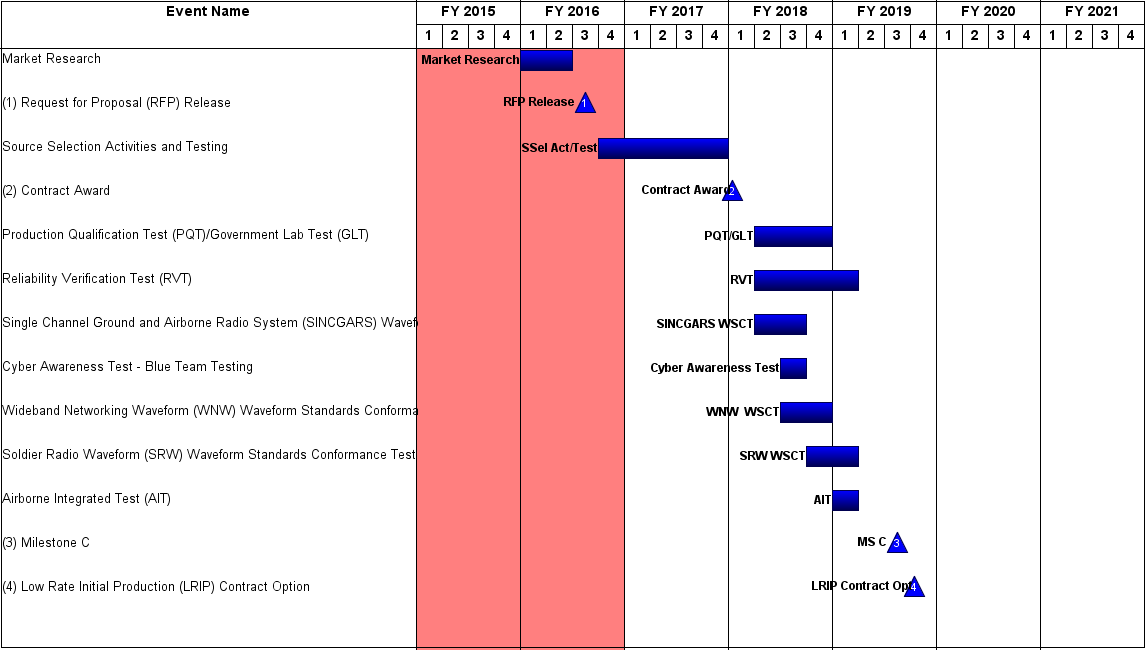 Event Name FY 2015 FY 2016 FY 2017 FY 2018 FY 2019 FY 2020 FY 2021
1 2 3 4 1 2 3 4 1 2 3 4 1 2 3 4 1 2 3 4 1 2 3 4 1 2 3 4
Market Research Market Research
(1) Request for Proposal (RFP) Release RFP Release 1
Source Selection Activities and Testing SSel Act/Test
(2) Contract Award Contract Award 2
Production Qualification Test (PQT)/Government Lab Test (GLT) PQT/GLT
Reliability Verification Test (RVT) RVT
Single Channel Ground and Airborne Radio System (SINCGARS) Wavef SINCGARS WSCT
Cyber Awareness Test - Blue Team Testing Cyber Awareness Test
Wideband Networking Waveform (WNW) Waveform Standards Conforma WNW WSCT
Soldier Radio Waveform (SRW) Waveform Standards Conformance Test SRW WSCT
Airborne Integrated Test (AIT) AIT
(3) Milestone C MS C 3
(4) Low Rate Initial Production (LRIP) Contract Option LRIP Contract Opt 4